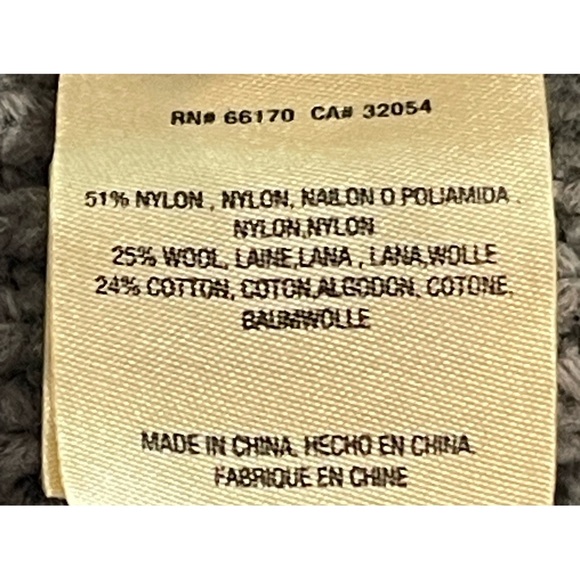 RN# 66170 CA# 32054
51% NYLON , NYLON, NAILON O POLIAMIDA ,
NYLON,NYLON
25% WOOL, LAINE,LANA , LANA,WOLLE
24% COTTON, COTON,ALGODON, COTONE,
BAUMWOLLE
MADE IN CHINA. HECHO EN CHINA.
FABRIQUE EN CHINE